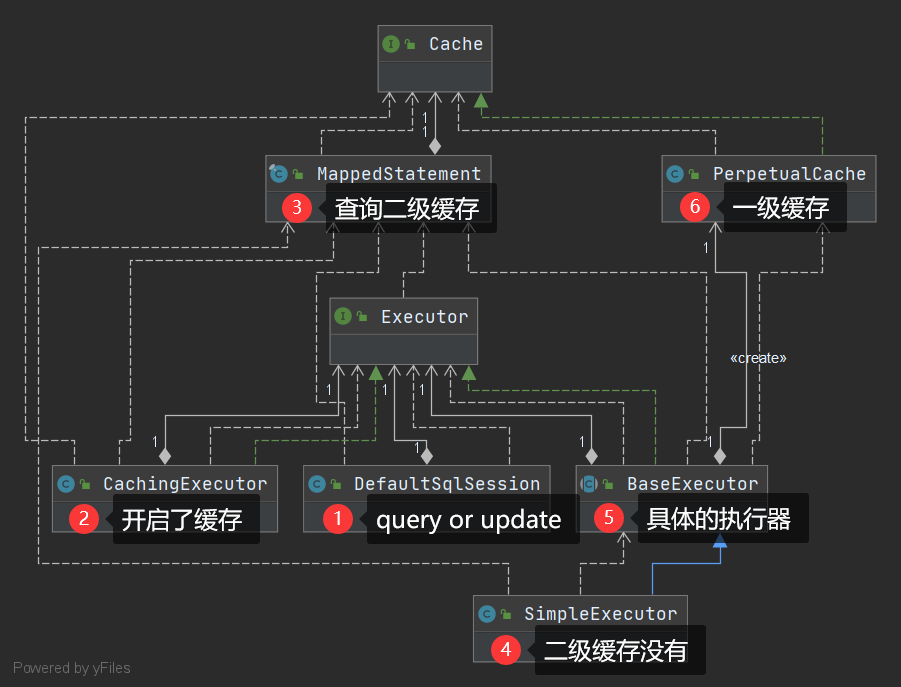 I Cache
1
1
C MappedStatement
3 查询二级缓存
C PerpetualCache
6 一级缓存
1
I Executor
«create»
1
1
1
1
1
1
1
C CachingExecutor
2 开启了缓存
C DefaultSqlSession
1 query or update
C BaseExecutor
5 具体的执行器
C SimpleExecutor
4 二级缓存没有
Powered by yFiles